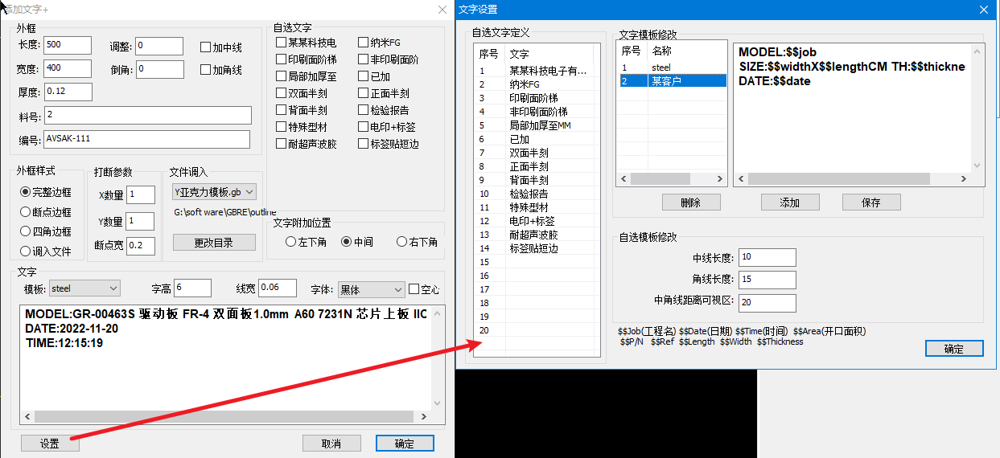 添加文字+
外框
长度: 500
调整: 0
加中线
宽度: 400
倒角: 0
加角线
厚度: 0.12
料号: 2
编号: AVSAK-111
自选文字
某某科技电
纳米FG
印刷面阶梯
非印刷面阶
局部加厚至
已加
双面半刻
正面半刻
背面半刻
检验报告
特殊型材
电印+标签
耐超声波胶
标签贴短边
外框样式
完整边框
断点边框
四角边框
调入文件
打断参数
X数量 1
Y数量 1
断点宽 0.2
文件调入
Y亚克力模板.gb
G:\soft ware\GBRE\outline
更改目录
文字附加位置
左下角
中间
右下角
文字
模板: steel
字高 6
线宽 0.06
字体: 黑体
空心
MODEL:GR-00463S 驱动板 FR-4 双面板1.0mm A60 7231N 芯片上板 IIC
DATE:2022-11-20
TIME:12:15:19
设置
取消
确定
文字设置
自选文字定义
序号 文字
1 某某科技电子有...
2 纳米FG
3 印刷面阶梯
4 非印刷面阶梯
5 局部加厚至MM
6 已加
7 双面半刻
8 正面半刻
9 背面半刻
10 检验报告
11 特殊型材
12 电印+标签
13 耐超声波胶
14 标签贴短边
15
16
17
18
19
20
文字模板修改
序号 名称
1 steel
2 某客户
MODEL:$$job
SIZE:$$widthX$$lengthCM TH:$$thickne
DATE:$$date
删除
添加
保存
自选模板修改
中线长度: 10
角线长度: 15
中角线距离可视区: 20
$$Job(工程名) $$Date(日期) $$Time(时间) $$Area(开口面积)
$$P/N $$Ref $$Length $$Width $$Thickness
确定